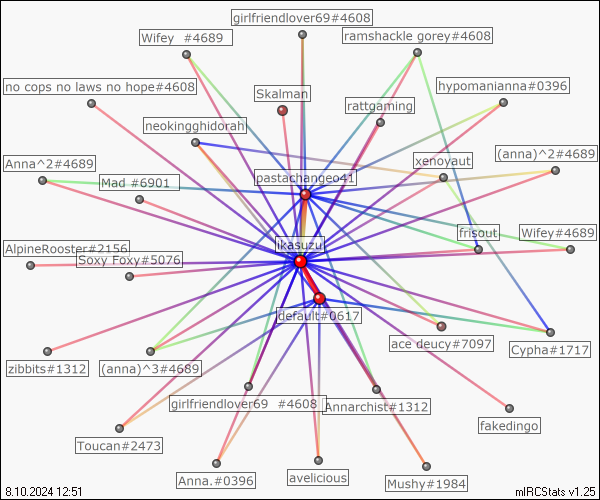 girlfriendlover69#4608
Wifey  #4689
ramshackle gorey#4608
no cops no laws no hope#4608
Skalman
hypomanianna#0396
rattgaming
neokingghidorah
Anna^2#4689
xenoyaut
(anna)^2#4689
Mad #6901
pastachangeo41
frisout
Wifey#4689
ikasuzu
AlpineRooster#2156
Soxy Foxy#5076
default#0617
ace deucy#7097
Cypha#1717
zibbits#1312
(anna)^3#4689
girlfriendlover69  #4608
Annarchist#1312
fakedingo
Toucan#2473
Anna.#0396
avelicious
Mushy#1984
8.10.2024 12:51
mIRCStats v1.25